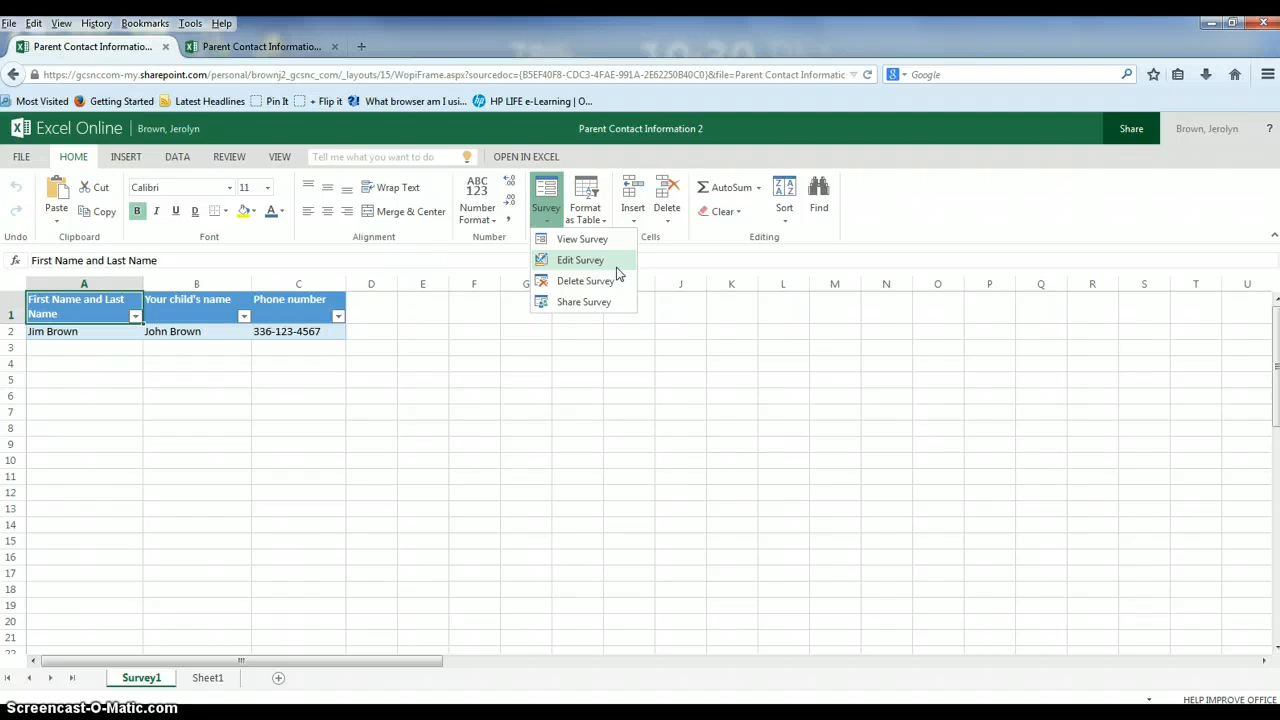 File Edit View History Bookmarks Tools Help
Parent Contact Informatio... × Parent Contact Informatio... × +
https://gcsnccom-my.sharepoint.com/personal/brownj2_gcsnc_com/_layouts/15/WopiFrame.aspx?sourcedoc={B5EF40F8-CDC3-4FAE-991A-2E62250B40C0}&file=Parent Contact Informatic
Google
Most Visited Getting Started Latest Headlines Pin It + Flip it What browser am I usi... HP LIFE e-Learning | O...
Excel Online Brown, Jerolyn Parent Contact Information 2 Share Brown, Jerolyn ?
FILE HOME INSERT DATA REVIEW VIEW Tell me what you want to do OPEN IN EXCEL
Cut Calibri 11 Wrap Text ABC 123 AutoSum
Paste Copy B I U D A Merge & Center Number Format Survey Format as Table Insert Delete Clear Sort Find
Undo Clipboard Font Alignment Number Cells Editing
View Survey
Edit Survey
Delete Survey
Share Survey
fx First Name and Last Name
A B C D E F G J K L M N O P Q R S T U
1 First Name and Last Name Your child's name Phone number
2 Jim Brown John Brown 336-123-4567
3
4
5
6
7
8
9
10
11
12
13
14
15
16
17
18
19
20
21
22
Survey1 Sheet1
HELP IMPROVE OFFICE
Screencast-O-Matic.com